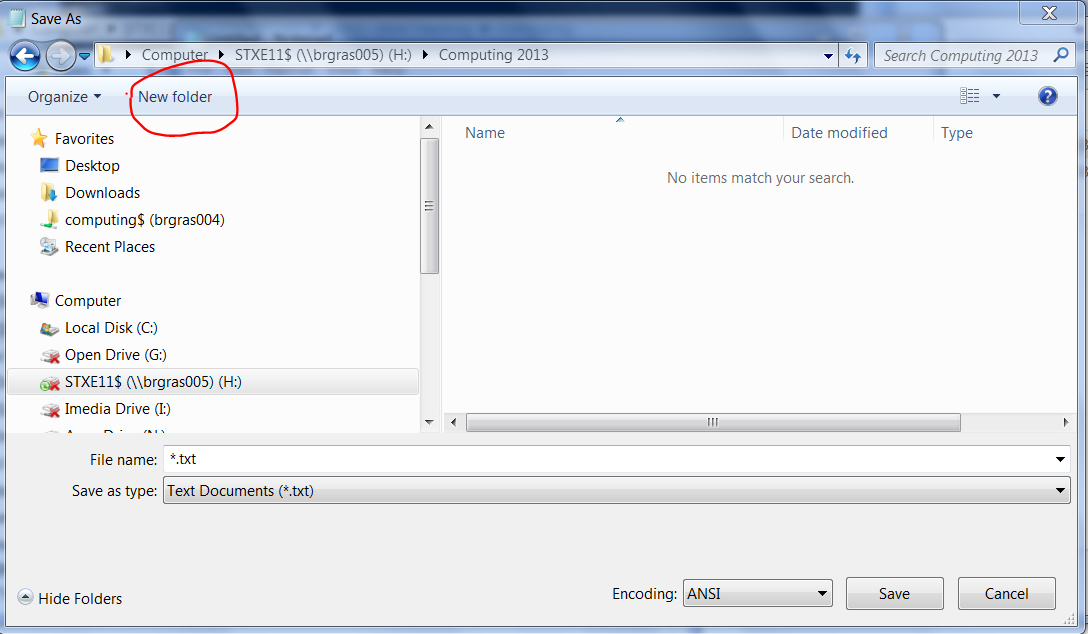 Save As
Computer STXE11$ (\\brgras005) (H:) Computing 2013 Search Computing 2013
Organize New folder
Favorites
Desktop
Downloads
computing$ (brgras004)
Recent Places
Computer
Local Disk (C:)
Open Drive (G:)
STXE11$ (\\brgras005) (H:)
Imedia Drive (I:)
Name Date modified Type
No items match your search.
File name: *.txt
Save as type: Text Documents (*.txt)
Hide Folders Encoding: ANSI Save Cancel